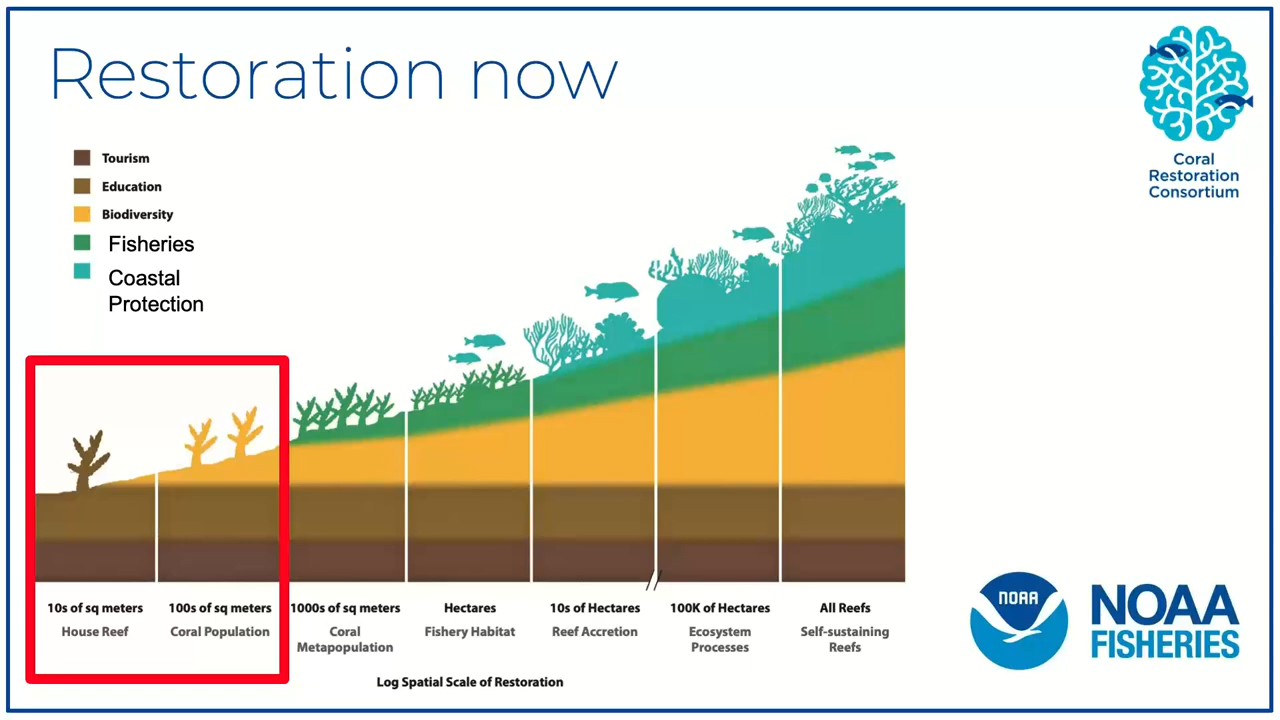 Restoration now
Coral
Restoration
Consortium
Tourism
Education
Biodiversity
Fisheries
Coastal
Protection
10s of sq meters
House Reef
100s of sq meters
Coral Population
1000s of sq meters
Coral
Metapopulation
Hectares
Fishery Habitat
10s of Hectares
Reef Accretion
100K of Hectares
Ecosystem
Processes
All Reefs
Self-sustaining
Reefs
Log Spatial Scale of Restoration
NOAA
NOAA
FISHERIES